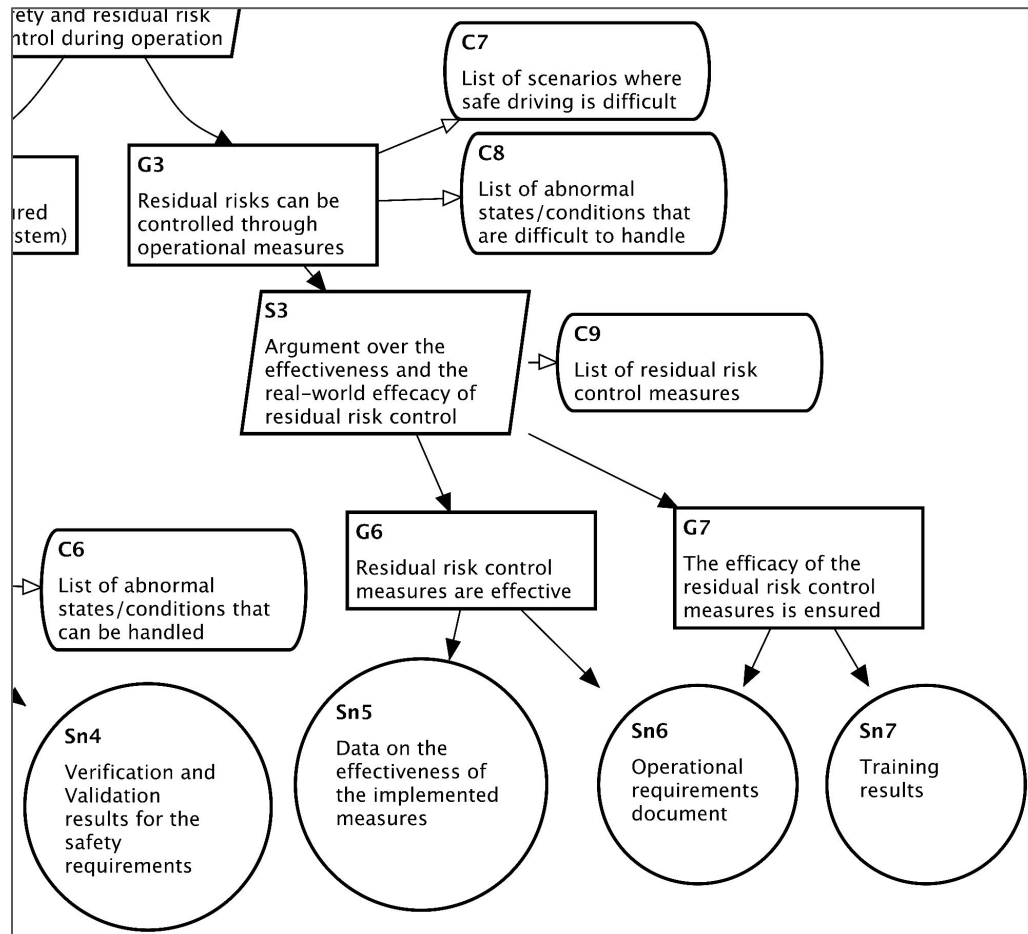 and residual risk
control during operation
C7
List of scenarios where
safe driving is difficult
C8
List of abnormal
states/conditions that
are difficult to handle
G3
Residual risks can be
controlled through
operational measures
S3
Argument over the
effectiveness and the
real-world effecacy of
residual risk control
C9
List of residual risk
control measures
C6
List of abnormal
states/conditions that
can be handled
G6
Residual risk control
measures are effective
G7
The efficacy of the
residual risk control
measures is ensured
Sn4
Verification and
Validation
results for the
safety
requirements
Sn5
Data on the
effectiveness of
the implemented
measures
Sn6
Operational
requirements
document
Sn7
Training
results